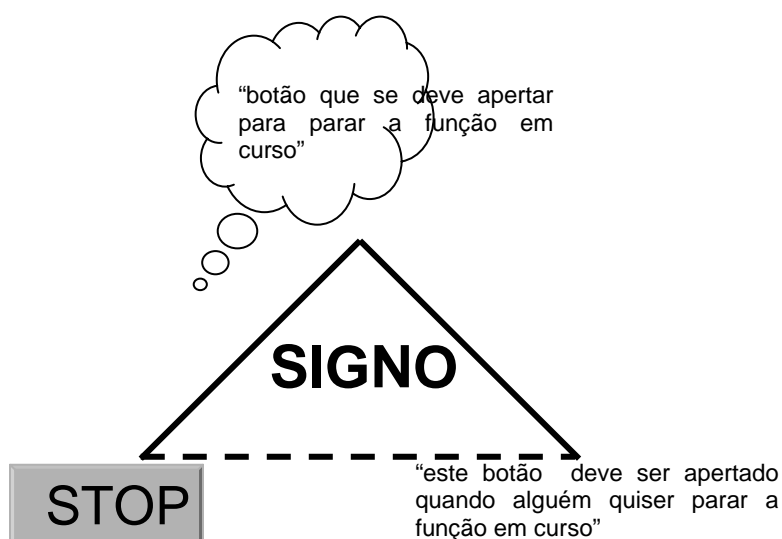 “botão que se deve apertar
para parar a função em
curso”
SIGNO
STOP
“este botão deve ser apertado
quando alguém quiser parar a
função em curso”